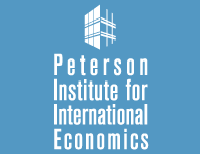 Peterson
Institute for
International
Economics